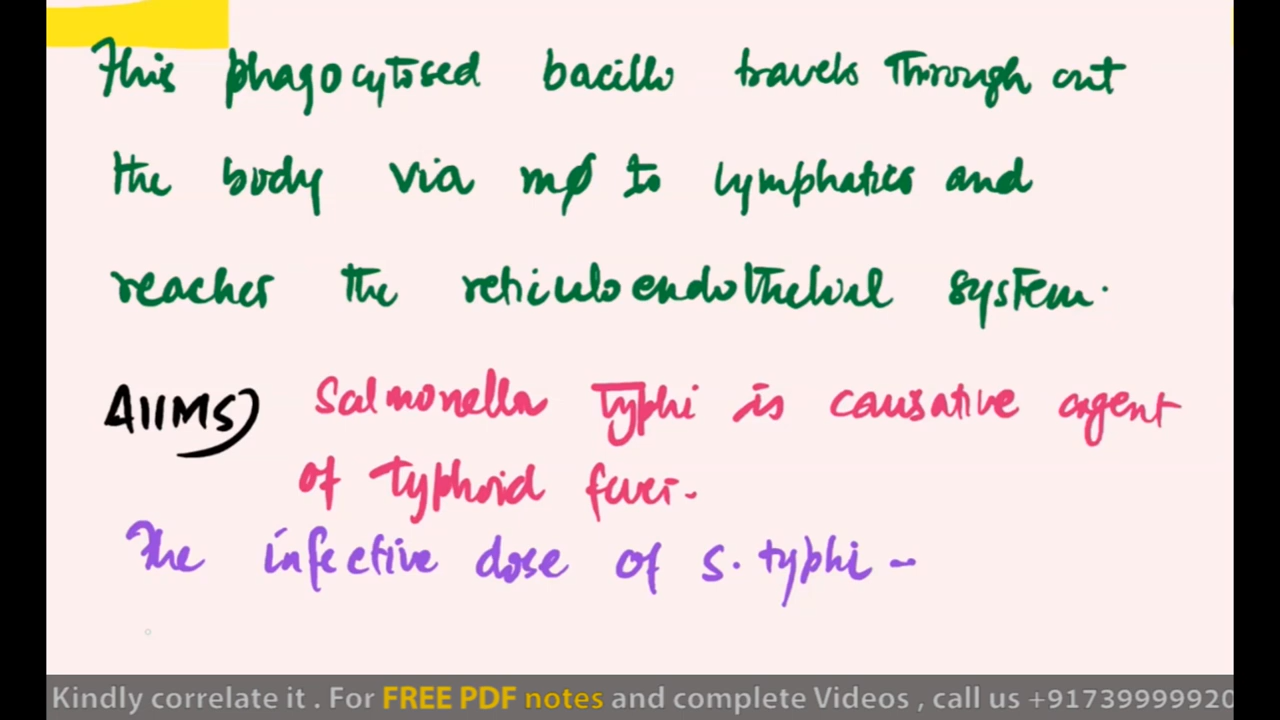 This phagocytosed bacilli travels Through out
the body via mø to lymphatics and
reaches the reticuloendothelial system.
AIIMS) Salmonella Typhi is causative agent
of Typhoid fever.
The infective dose of S. typhi -
Kindly correlate it . For FREE PDF notes and complete Videos , call us +91739999920